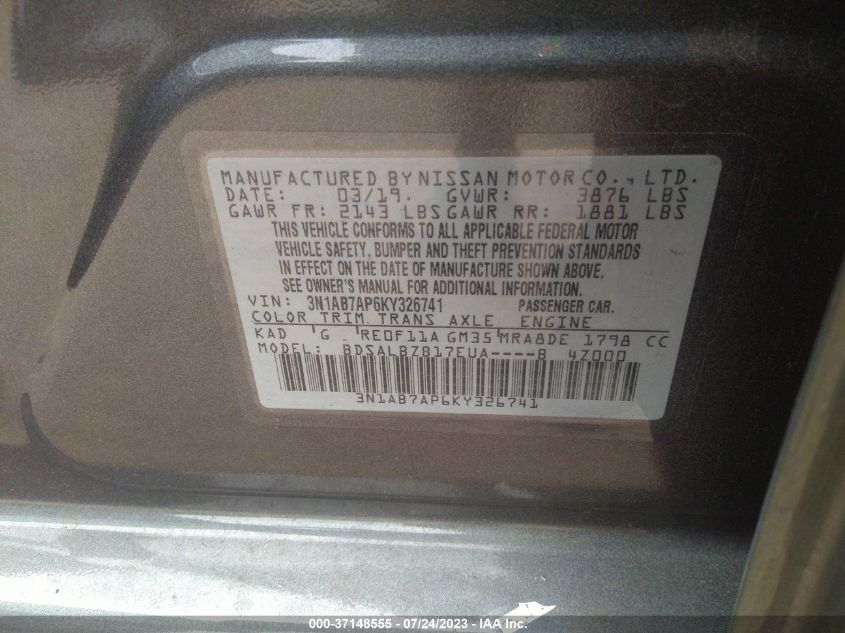 MANUFACTURED BY NISSAN MOTOR CO., LTD.
DATE: 03/19. GVWR: 3876 LBS
GAWR FR: 2143 LBS GAWR RR: 1881 LBS
THIS VEHICLE CONFORMS TO ALL APPLICABLE FEDERAL MOTOR
VEHICLE SAFETY, BUMPER AND THEFT PREVENTION STANDARDS
IN EFFECT ON THE DATE OF MANUFACTURE SHOWN ABOVE.
SEE OWNER'S MANUAL FOR ADDITIONAL INFORMATION.
VIN: 3N1AB7AP6KY326741 PASSENGER CAR.
COLOR TRIM TRANS AXLE ENGINE
KAD 'G RE0F11A GM35 MRA8DE 1798 CC
MODEL: BDSALBZB17EUA----B 4Z000
3N1AB7AP6KY326741
000-37148555 - 07/24/2023 - © IAA Inc.